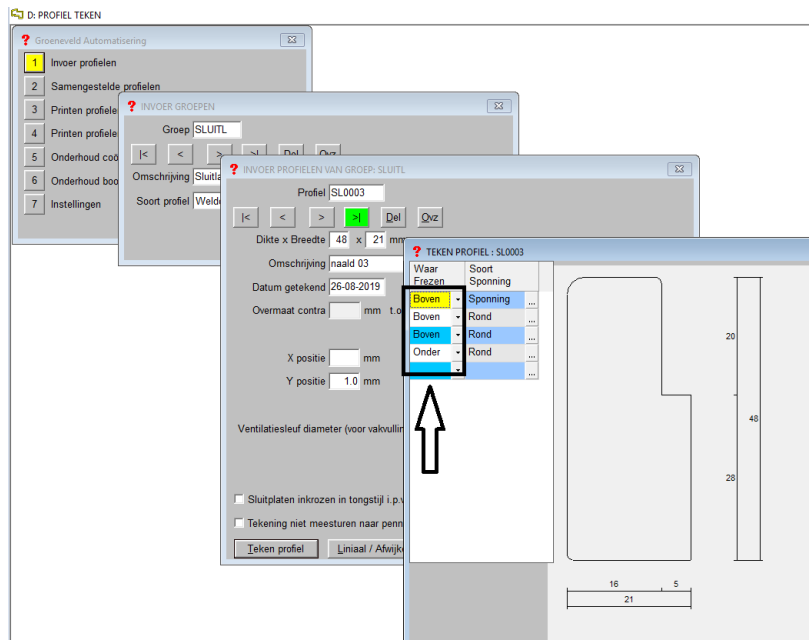 D: PROFIEL TEKEN
? Groeneveld Automatisering
1 Invoer profielen
2 Samengestelde profielen
3 Printen profiele
4 Printen profiele
5 Onderhoud coö
6 Onderhoud boo
7 Instellingen
? INVOER GROEPEN
Groep SLUITL
|< < > >| Del Ovz
Omschrijving Sluitla
Soort profiel Welde
? INVOER PROFIELEN VAN GROEP: SLUITL
Profiel SL0003
|< < > >| Del Ovz
Dikte x Breedte 48 x 21 mm
Omschrijving naald 03
Datum getekend 26-08-2019
Overmaat contra mm t.o
X positie mm
Y positie 1.0 mm
Ventilatiesleuf diameter (voor vakvullin
Sluitplaten inkrozen in tongstijl i.p.v
Tekening niet meesturen naar penn
Teken profiel Liniaal / Afwijk
? TEKEN PROFIEL : SL0003
Waar Frezen
Soort Sponning
Boven Sponning ...
Boven Rond ...
Boven Rond ...
Onder Rond ...
...
20
48
28
16 5
21